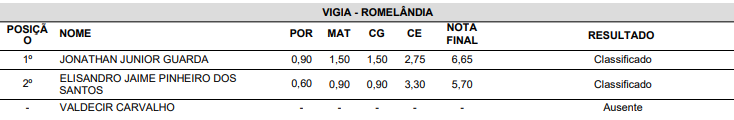 VIGIA - ROMELÂNDIA
POSIÇÃ
O NOME POR MAT CG CE NOTA
FINAL RESULTADO
1º JONATHAN JUNIOR GUARDA 0,90 1,50 1,50 2,75 6,65 Classificado
2º ELISANDRO JAIME PINHEIRO DOS
SANTOS 0,60 0,90 0,90 3,30 5,70 Classificado
- VALDECIR CARVALHO - - - - - Ausente